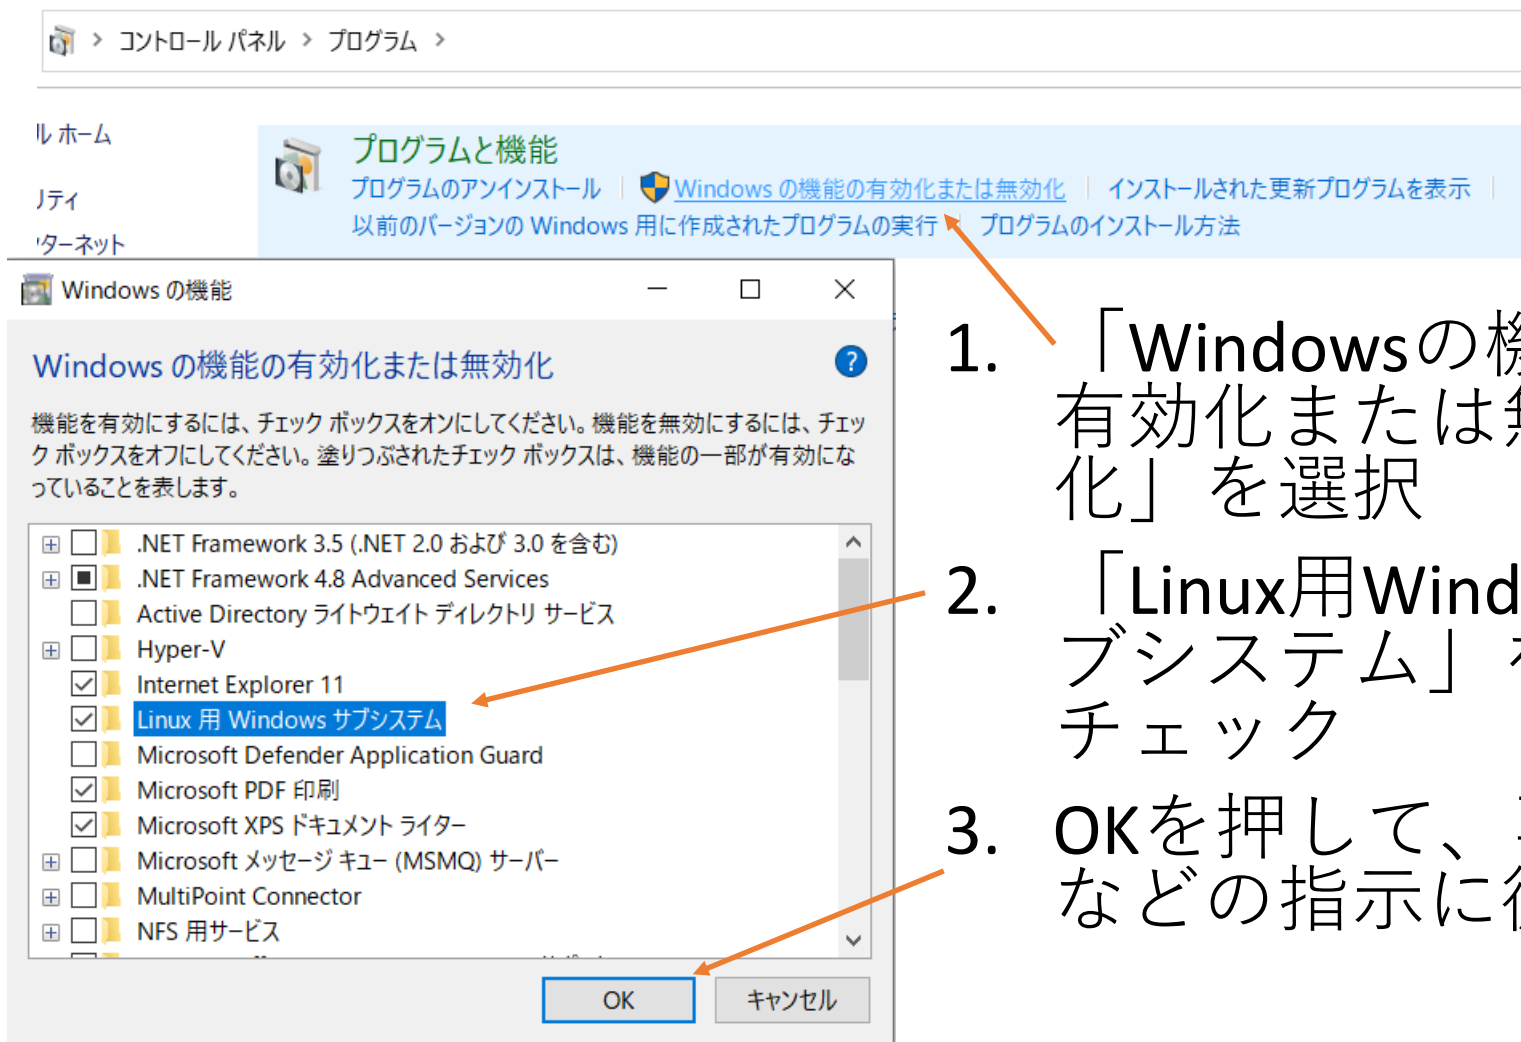 コントロール パネル > プログラム >
ル ホーム
リティ
ターネット
プログラムと機能
プログラムのアンインストール | Windows の機能の有効化または無効化 | インストールされた更新プログラムを表示 |
以前のバージョンの Windows 用に作成されたプログラムの実行 | プログラムのインストール方法
Windows の機能
Windows の機能の有効化または無効化
機能を有効にするには、チェック ボックスをオンにしてください。機能を無効にするには、チェッ
ク ボックスをオフにしてください。塗りつぶされたチェック ボックスは、機能の一部が有効にな
っていることを表します。
.NET Framework 3.5 (.NET 2.0 および 3.0 を含む)
.NET Framework 4.8 Advanced Services
Active Directory ライトウェイト ディレクトリ サービス
Hyper-V
Internet Explorer 11
Linux 用 Windows サブシステム
Microsoft Defender Application Guard
Microsoft PDF 印刷
Microsoft XPS ドキュメント ライター
Microsoft メッセージ キュー (MSMQ) サーバー
MultiPoint Connector
NFS 用サービス
OK
キャンセル
1. 「Windowsの機
有効化または無
化」を選択
2. 「Linux用Wind
ブシステム」を
チェック
3. OKを押して、
などの指示に